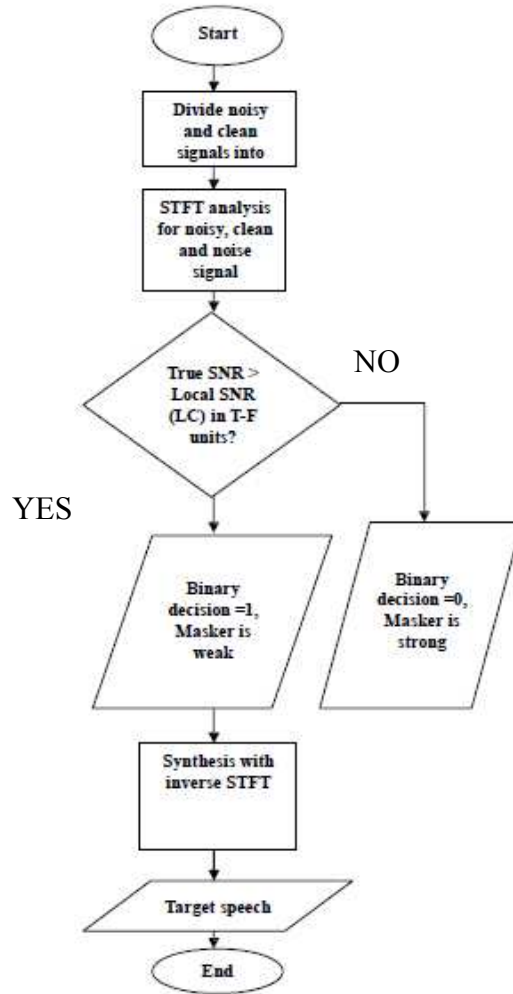 Start
Divide noisy
and clean
signals into
STFT analysis
for noisy, clean
and noise
signal
True SNR >
Local SNR
(LC) in T-F
units?
NO
YES
Binary
decision =1,
Masker is
weak
Binary
decision =0,
Masker is
strong
Synthesis with
inverse STFT
Target speech
End